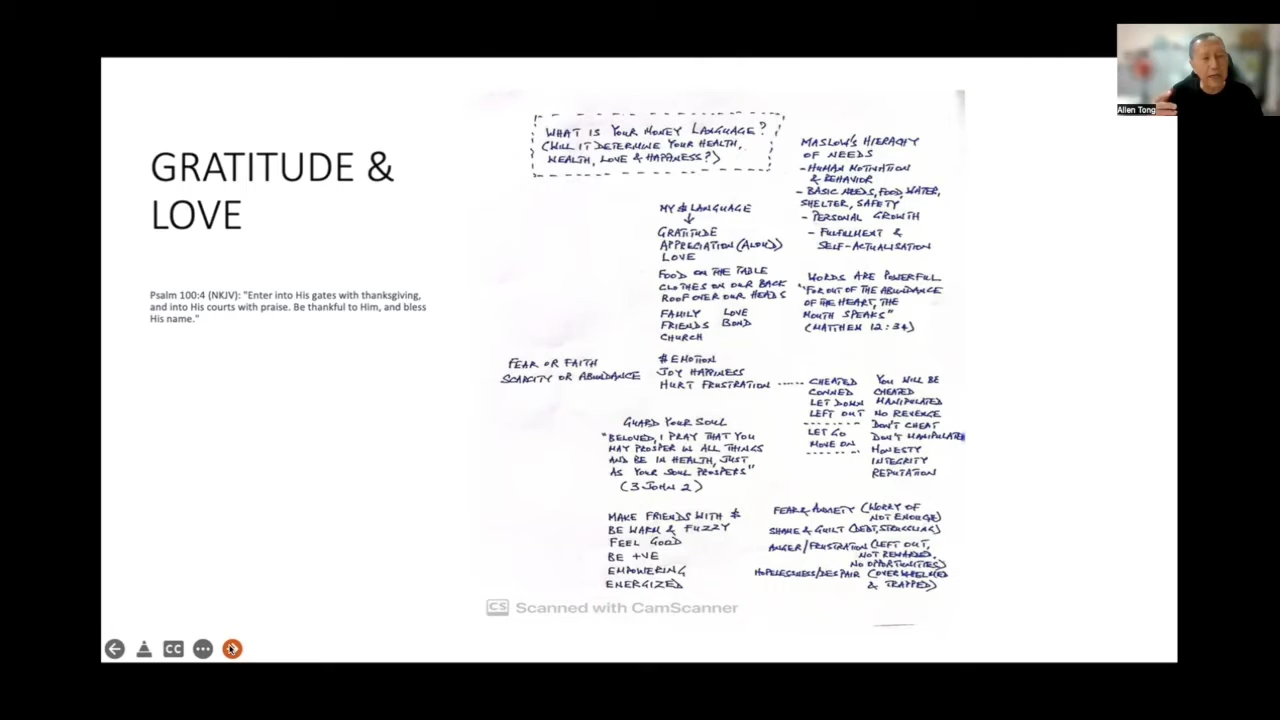 Allen Tong
GRATITUDE &
LOVE
Psalm 100:4 (NKJV): "Enter into His gates with thanksgiving,
and into His courts with praise. Be thankful to Him, and bless
His name."
WHAT IS YOUR MONEY LANGUAGE?
(WILL IT DETERMINE YOUR HEALTH,
WEALTH, LOVE & HAPPINESS?)
MASLOW'S HIERACHY
OF NEEDS
- HUMAN MOTIVATION
& BEHAVIOR
- BASIC NEEDS, FOOD, WATER,
SHELTER, SAFETY
- PERSONAL GROWTH
- FULFILLMENT &
SELF-ACTUALISATION
MY $ LANGUAGE
↓
GRATITUDE
APPRECIATION (ALOUD)
LOVE
FOOD ON THE TABLE
CLOTHES ON OUR BACK
ROOF OVER OUR HEADS
FAMILY LOVE
FRIENDS BOND
CHURCH
WORDS ARE POWERFUL
"FOR OUT OF THE ABUNDANCE
OF THE HEART, THE
MOUTH SPEAKS"
(MATTHEW 12:34)
FEAR OR FAITH
SCARCITY OR ABUNDANCE
$ EMOTION
JOY HAPPINESS
HURT FRUSTRATION
CHEATED
CONNED
LET DOWN
LEFT OUT
LET GO
MOVE ON
YOU WILL BE
CHEATED
MANIPULATED
NO REVENGE
DON'T CHEAT
DON'T MANIPULATE
HONESTY
INTEGRITY
REPUTATION
GUARD YOUR SOUL
"BELOVED, I PRAY THAT YOU
MAY PROSPER IN ALL THINGS
AND BE IN HEALTH, JUST
AS YOUR SOUL PROSPERS"
(3 JOHN 2)
MAKE FRIENDS WITH $
BE WARM & FUZZY
FEEL GOOD
BE +VE
EMPOWERING
ENERGIZED
FEAR & ANXIETY (WORRY OF
NOT ENOUGH)
SHAME & GUILT (DEBT, STRUGGLING)
ANGER/FRUSTRATION (LEFT OUT,
NOT REWARDED,
NO OPPORTUNITIES)
HOPELESSNESS/DESPAIR (OVERWHELMED
& TRAPPED)
CS Scanned with CamScanner
CC